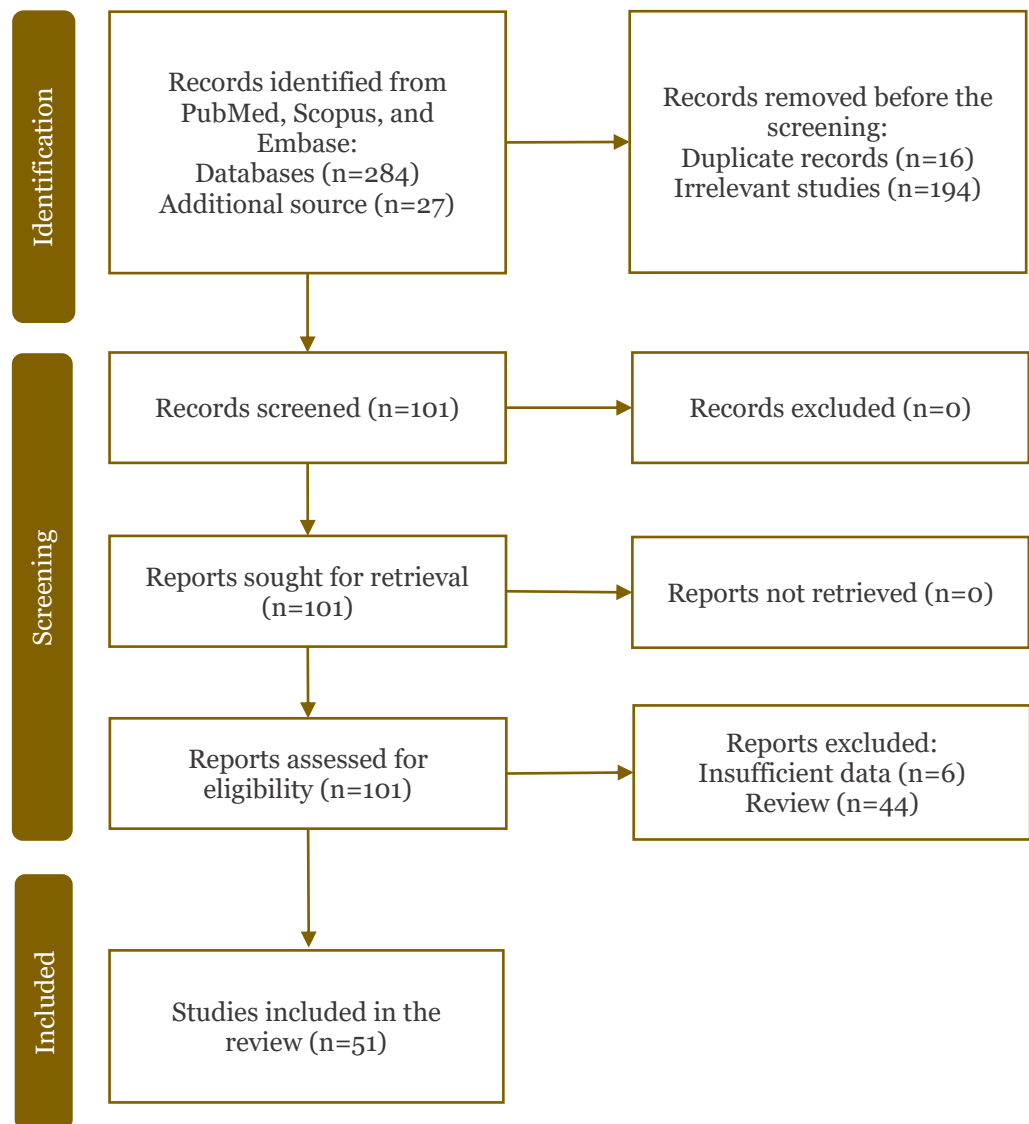 Identification
Records identified from
PubMed, Scopus, and
Embase:
Databases (n=284)
Additional source (n=27)
Records removed before the
screening:
Duplicate records (n=16)
Irrelevant studies (n=194)
Screening
Records screened (n=101)
Records excluded (n=0)
Reports sought for retrieval
(n=101)
Reports not retrieved (n=0)
Reports assessed for
eligibility (n=101)
Reports excluded:
Insufficient data (n=6)
Review (n=44)
Included
Studies included in the
review (n=51)